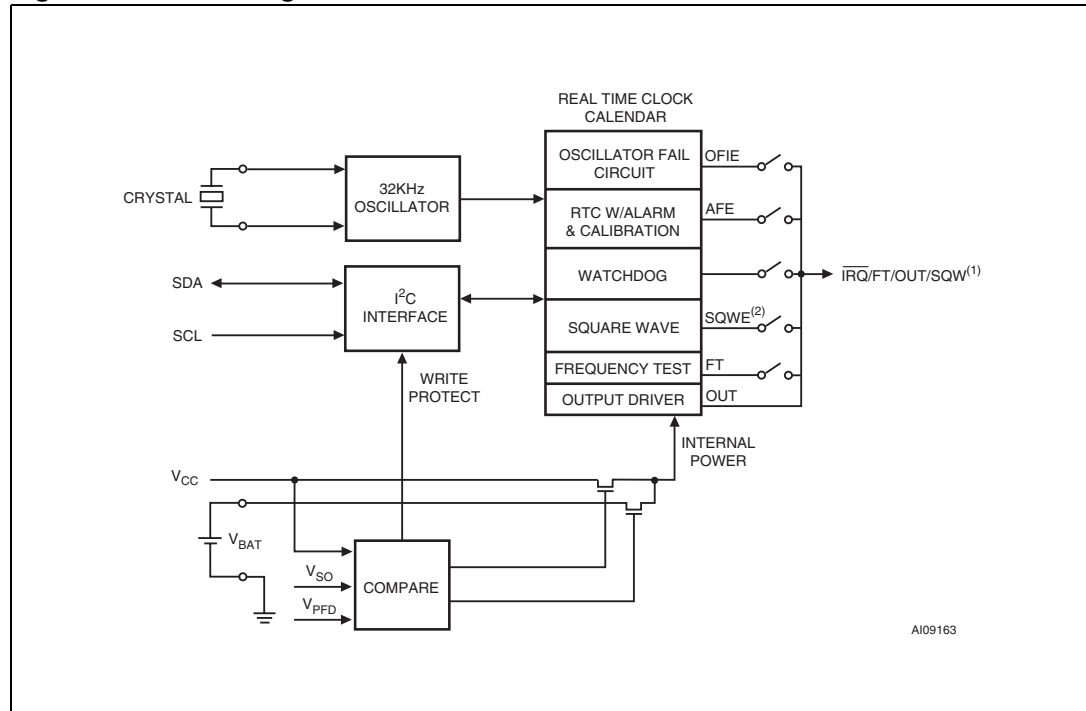 REAL TIME CLOCK
CALENDAR
OSCILLATOR FAIL
CIRCUIT
OFIE
CRYSTAL
32KHz
OSCILLATOR
RTC W/ALARM
& CALIBRATION
AFE
SDA
I2C
INTERFACE
SCL
WATCHDOG
IRQ/FT/OUT/SQW(1)
SQUARE WAVE
SQWE(2)
FREQUENCY TEST
FT
OUTPUT DRIVER
OUT
WRITE
PROTECT
INTERNAL
POWER
VCC
VBAT
VSO
VPFD
COMPARE
AI09163